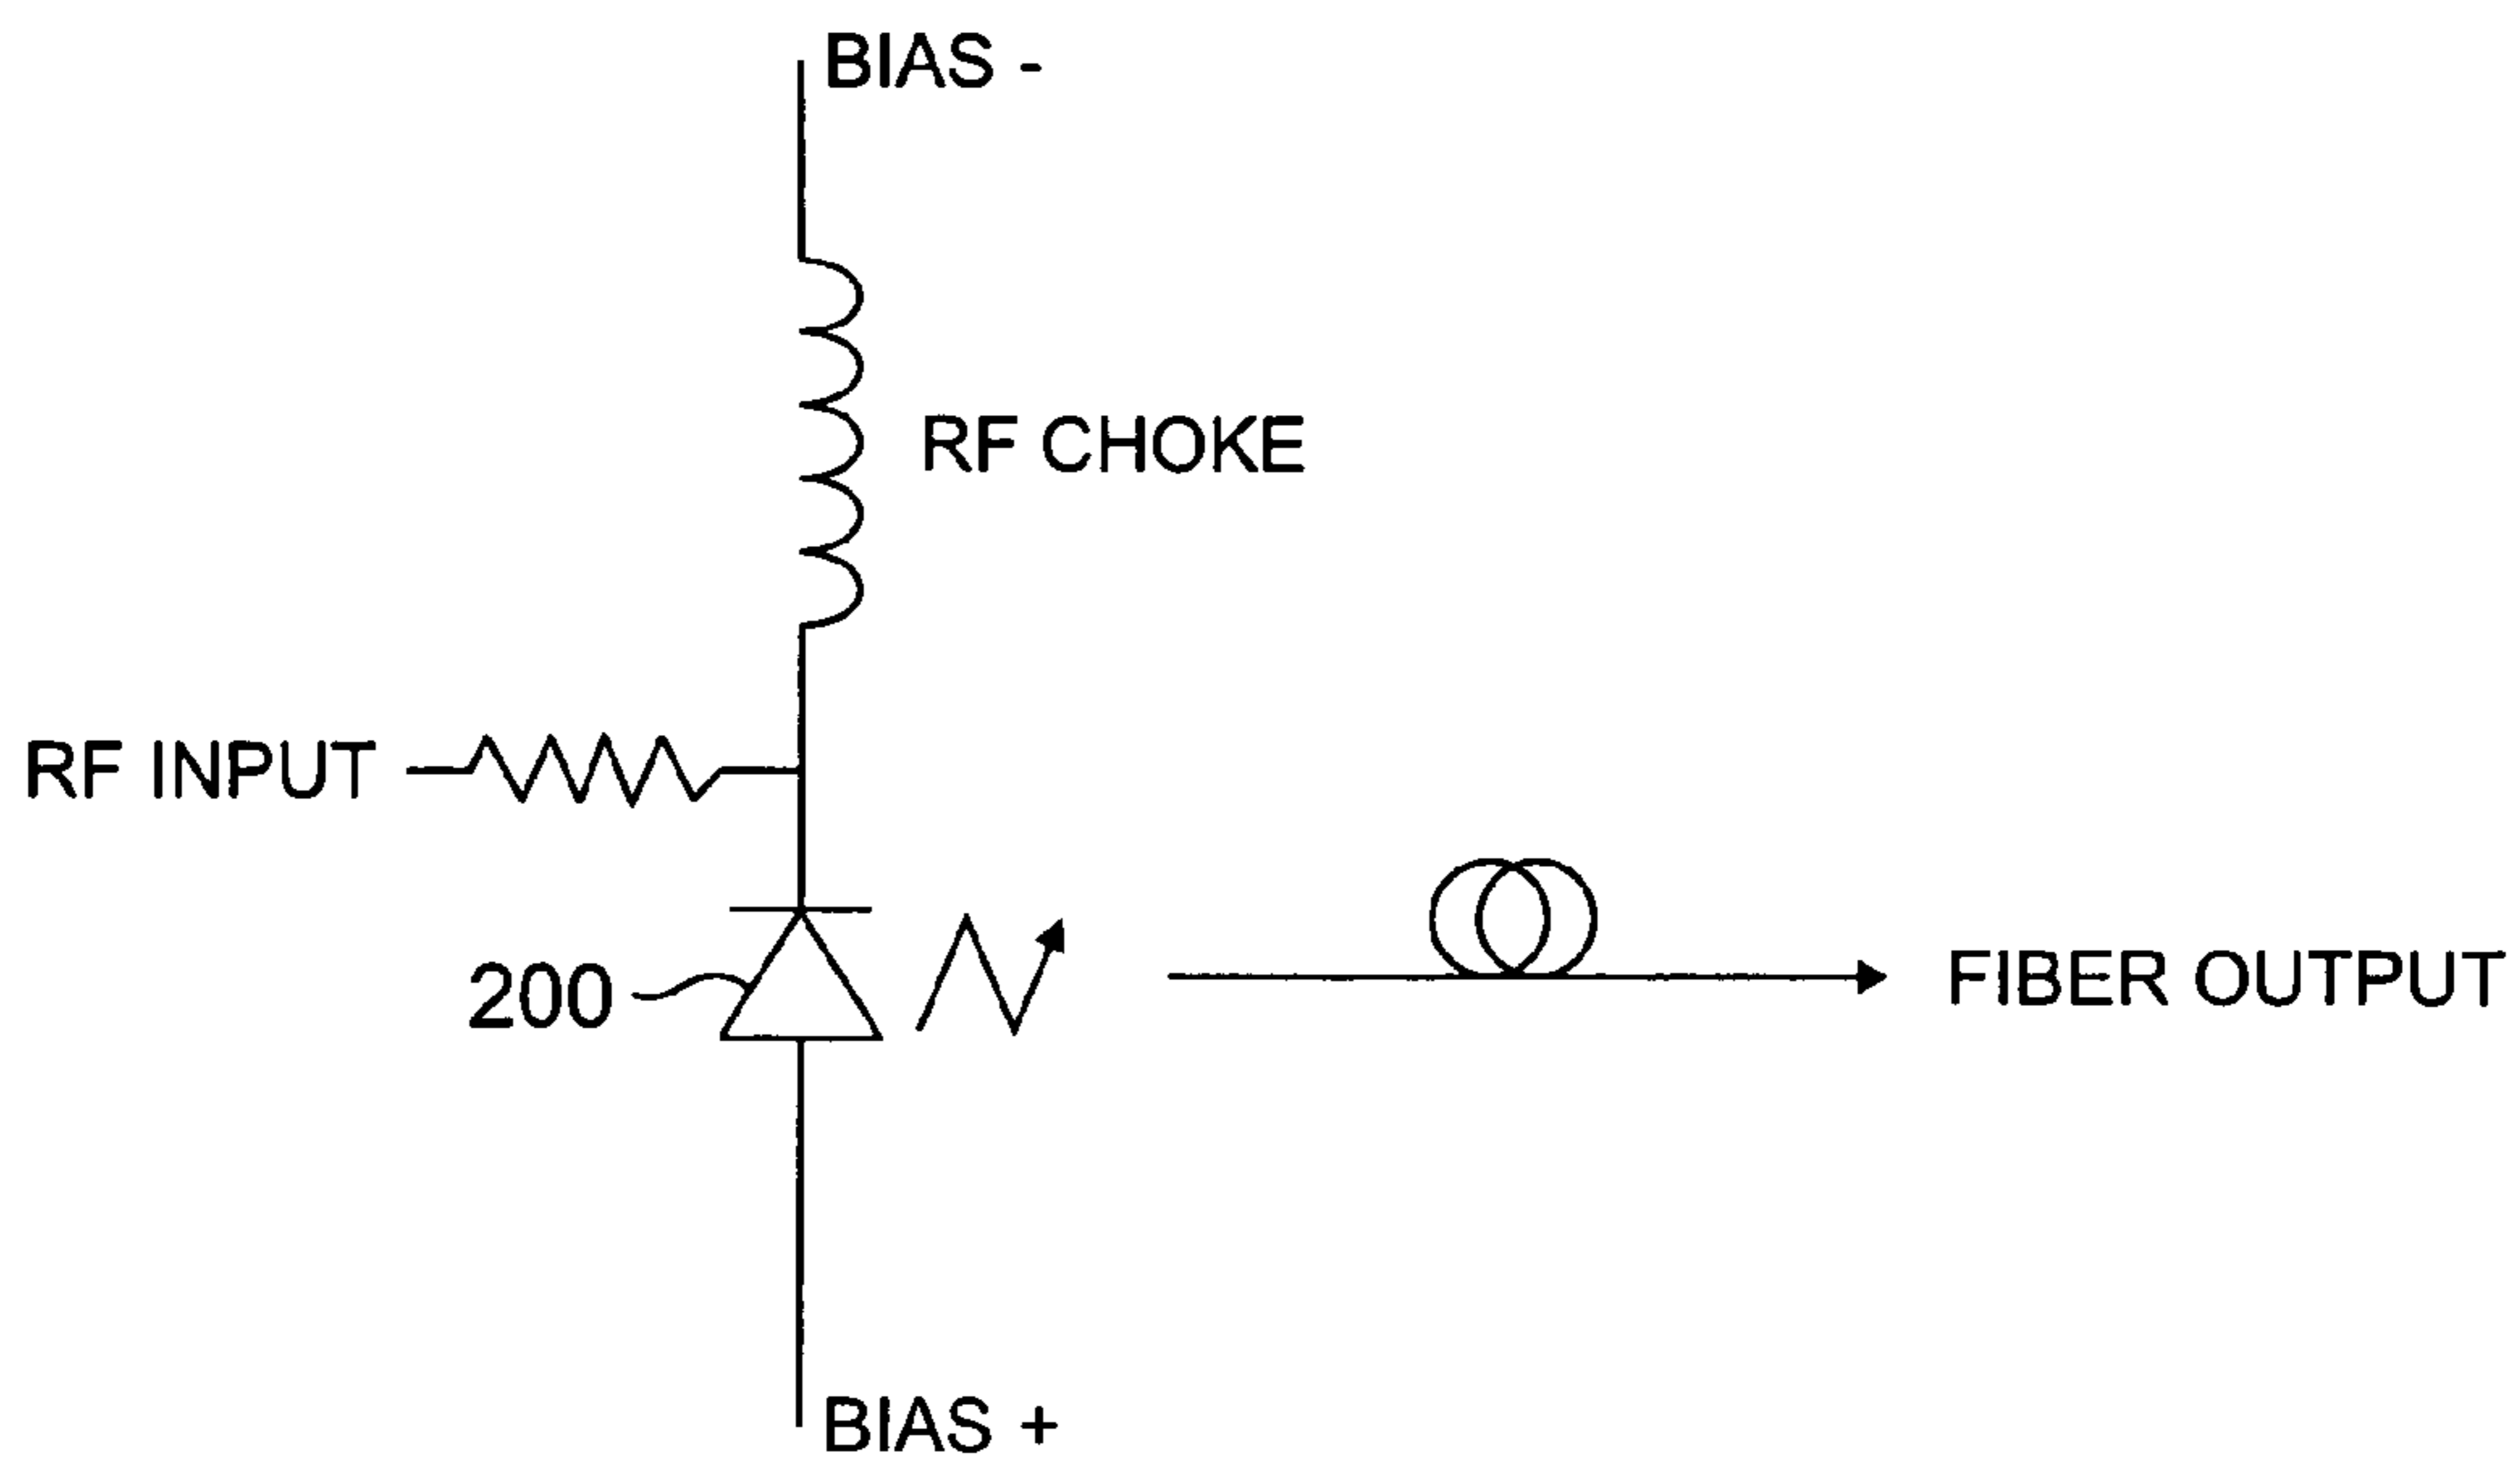 BIAS -
RF CHOKE
RF INPUT
200
FIBER OUTPUT
BIAS +